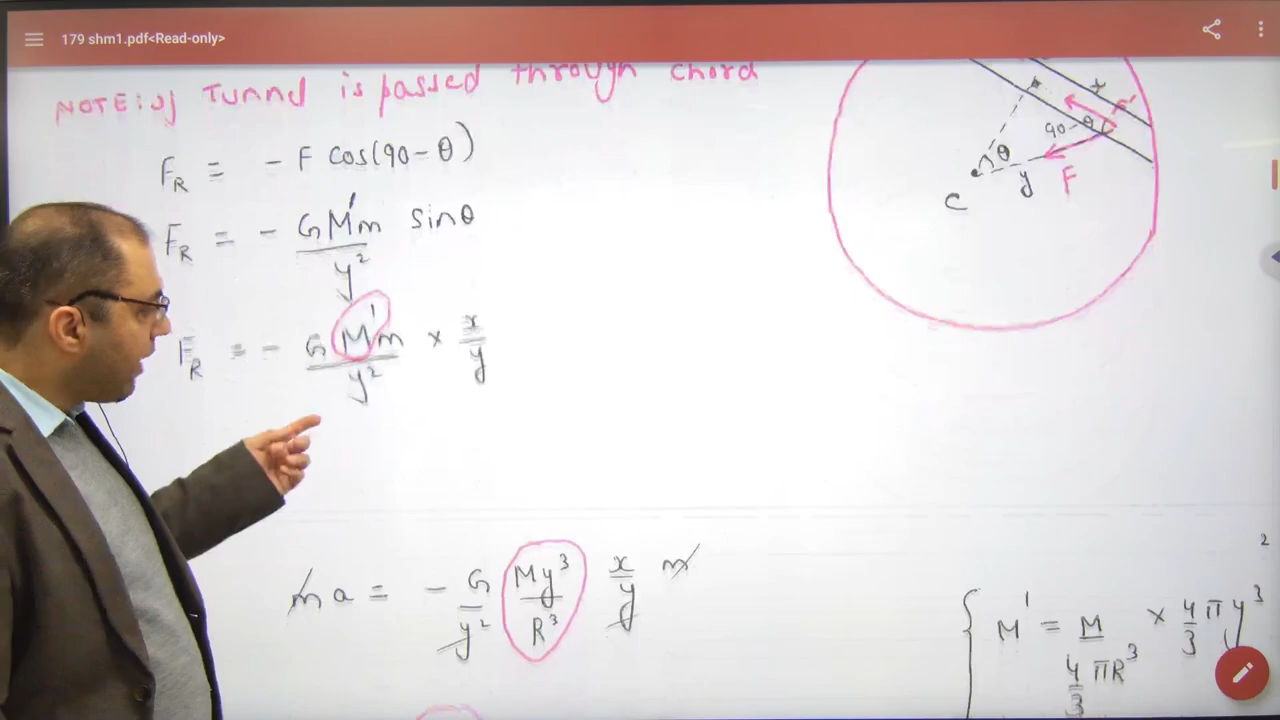 179 shm1.pdf<Read-only>
NOTE: if Tunnel is passed through chord
F_R = - F cos(90-θ)
F_R = - GM'm/y² sinθ
F_R = - GM'm/y² × x/y
ma = - G/y² My³/R³ x/y m
M' = M/(4/3 πR³) × 4/3 πy³
2
x
90-θ
θ
y
F
C